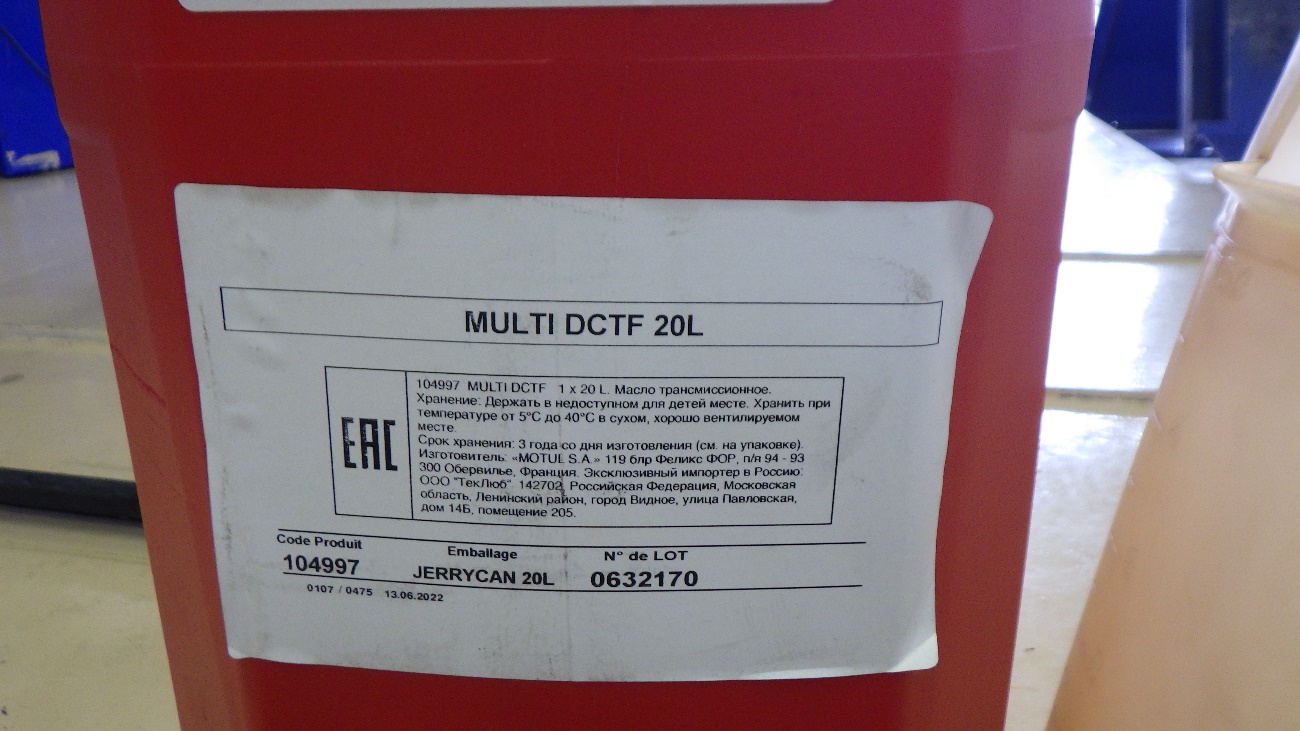 MULTI DCTF 20L
EAC
104997 MULTI DCTF 1 x 20 L. Масло трансмиссионное.
Хранение: Держать в недоступном для детей месте. Хранить при
температуре от 5°C до 40°C в сухом, хорошо вентилируемом
месте.
Срок хранения: 3 года со дня изготовления (см. на упаковке).
Изготовитель: «MOTUL S.A.» 119 блр Феликс ФОР, п/я 94 - 93
300 Обервилье, Франция. Эксклюзивный импортер в Россию:
ООО "ТекЛюб" 142702, Российская Федерация, Московская
область, Ленинский район, город Видное, улица Павловская,
дом 14Б, помещение 205.
Code Produit Emballage N° de LOT
104997 JERRYCAN 20L 0632170
0107 / 0475 13.06.2022